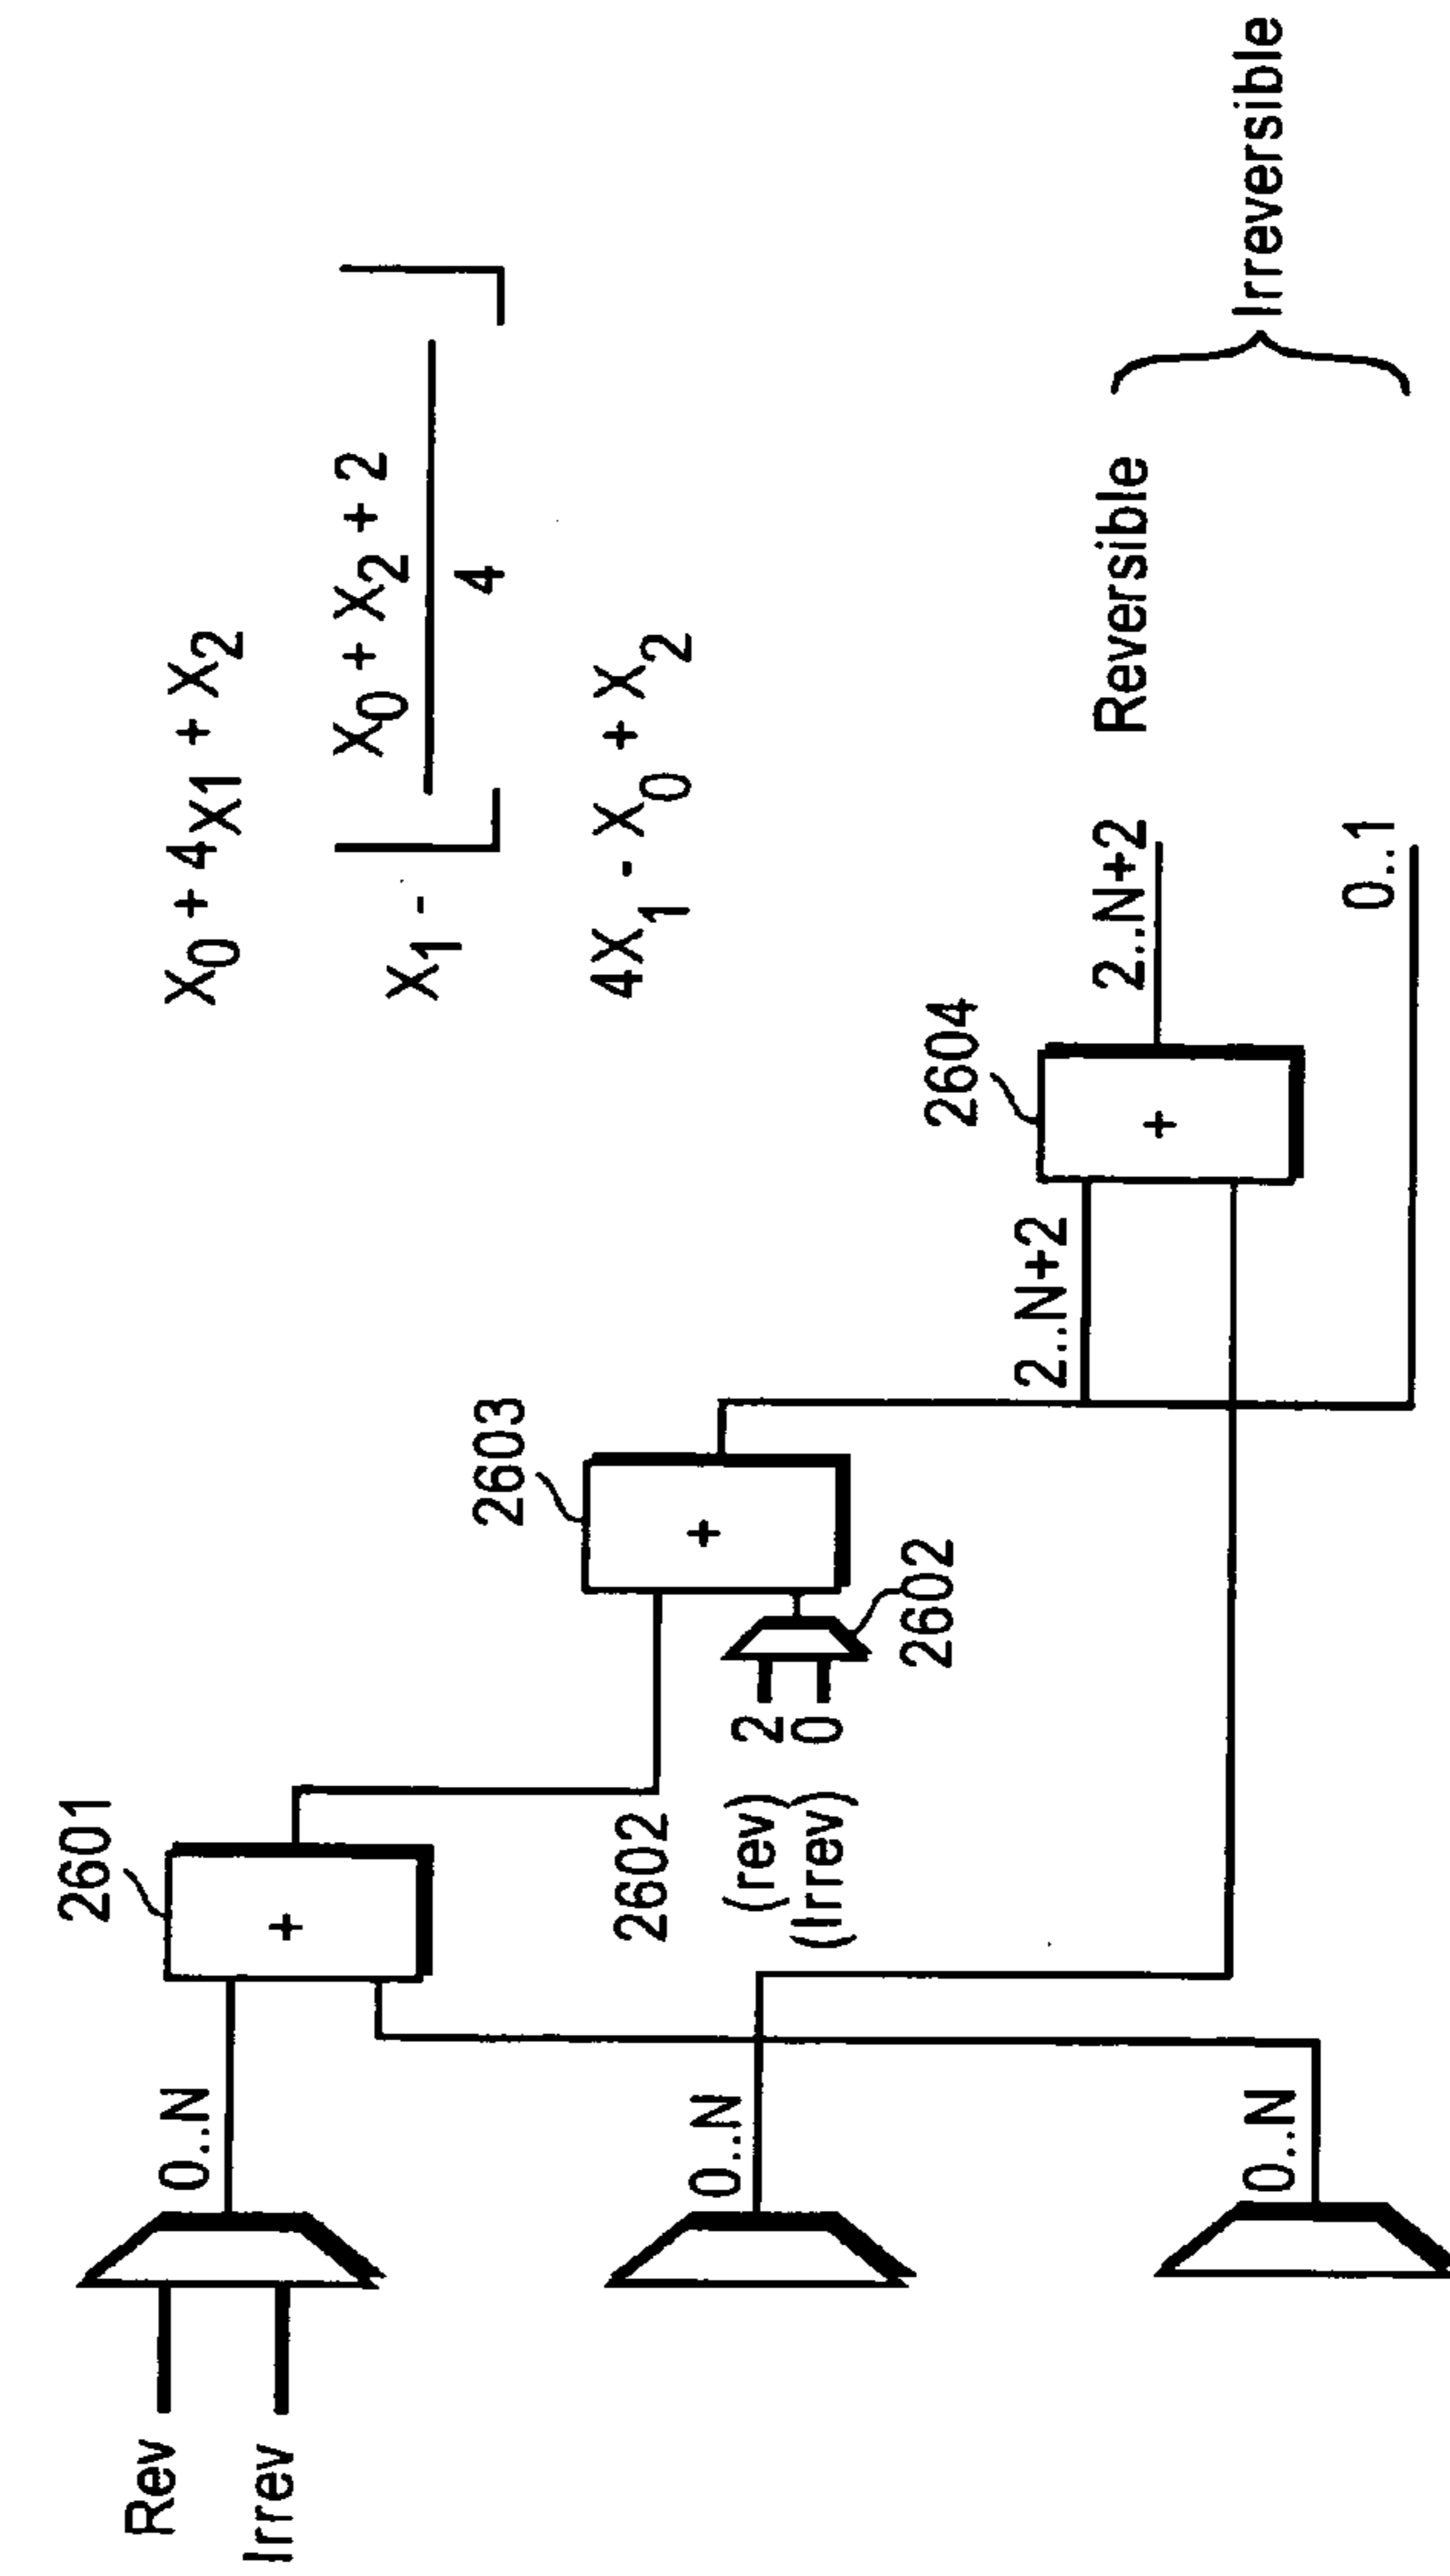 X0 + 4X1 + X2
X1 - ⌊ X0 + X2 + 2 ⌋
4
4X1 - X0 + X2
Rev
Irrev
0..N
2601
+
2602
2603
+
(rev) 2
(Irrev) 0
2602
0..N
2..N+2
2604
+
2..N+2
Reversible
Irreversible
0..N
0..1